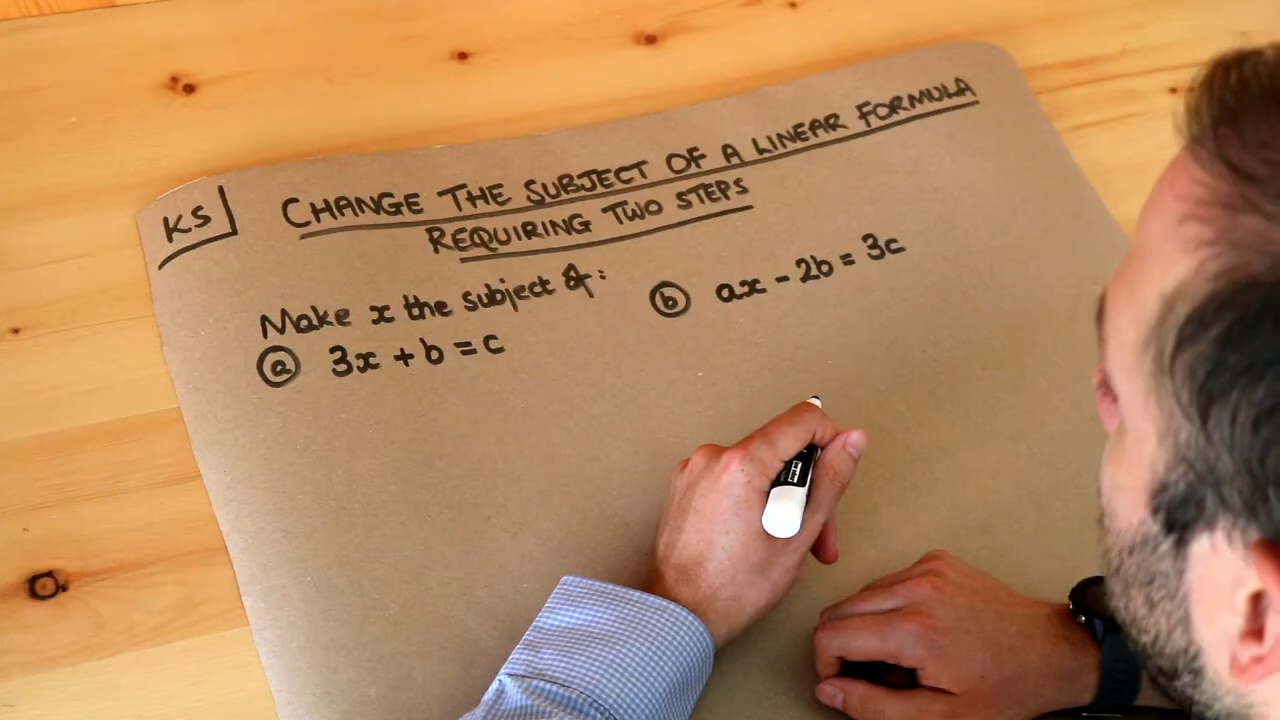 KS
CHANGE THE SUBJECT OF A LINEAR FORMULA
REQUIRING TWO STEPS
Make x the subject of:
(a) 3x + b = c
(b) ax - 2b = 3c